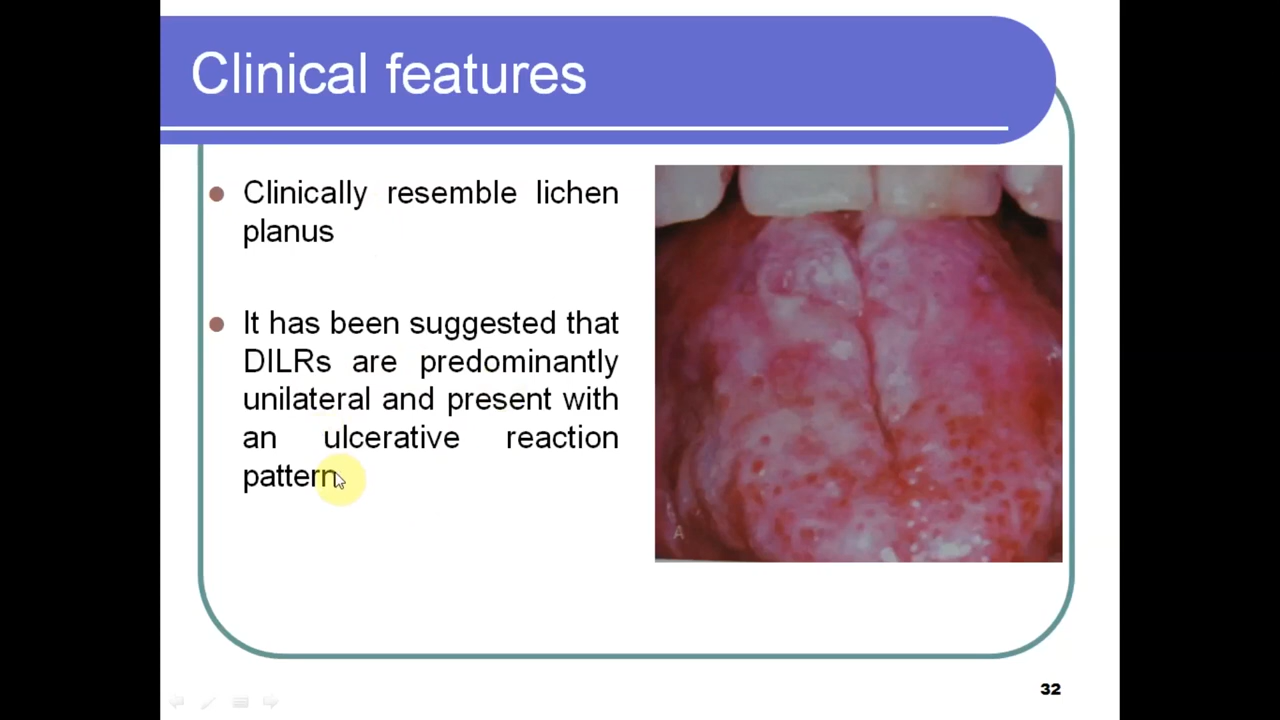 Clinical features
Clinically resemble lichen
planus
It has been suggested that
DILRs are predominantly
unilateral and present with
an ulcerative reaction
pattern
A
32